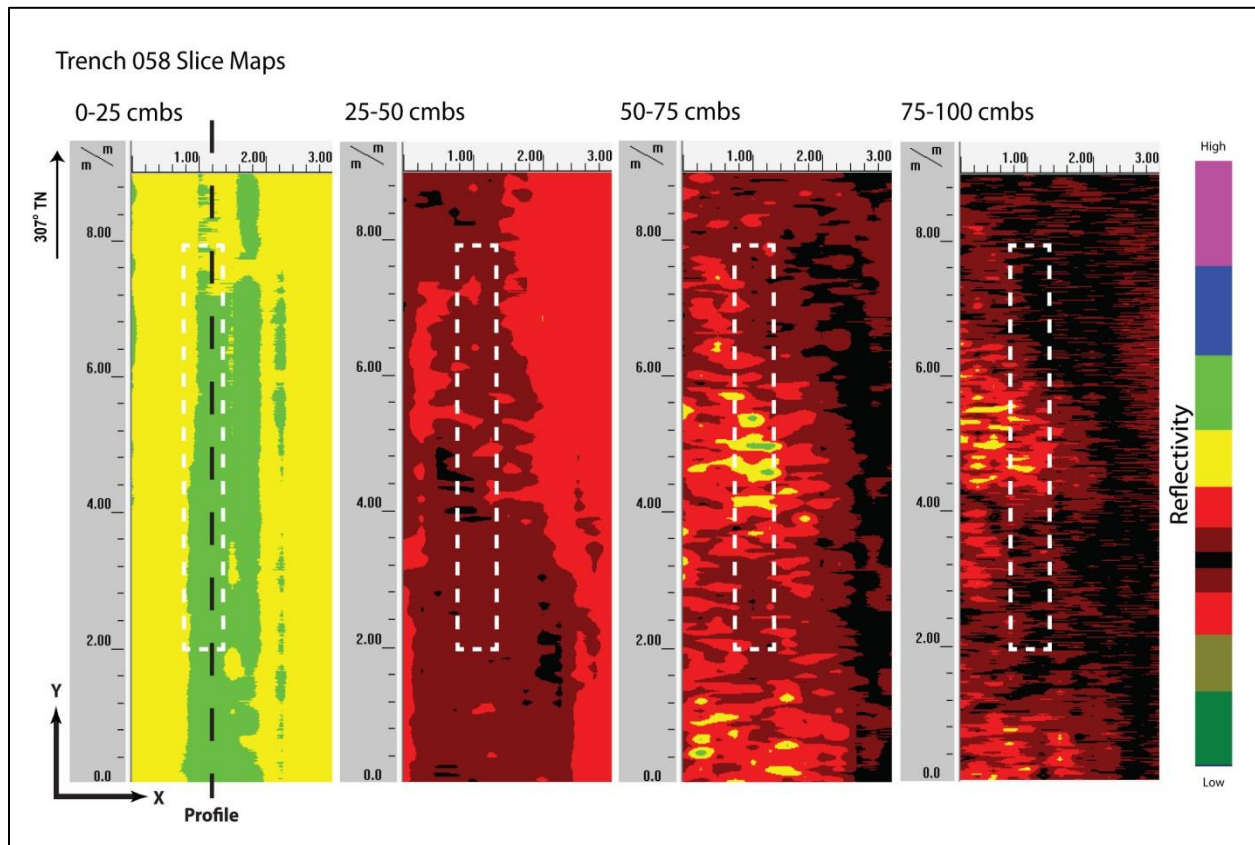 Trench 058 Slice Maps
0-25 cmbs
25-50 cmbs
50-75 cmbs
75-100 cmbs
m
m
1.00 2.00 3.00
m
m
1.00 2.00 3.00
m
m
1.00 2.00 3.00
m
m
1.00 2.00 3.00
High
307° TN
8.00
8.00
8.00
8.00
6.00
6.00
6.00
6.00
4.00
4.00
4.00
4.00
Reflectivity
2.00
2.00
2.00
2.00
Y
0.0
0.0
0.0
0.0
Low
X
Profile